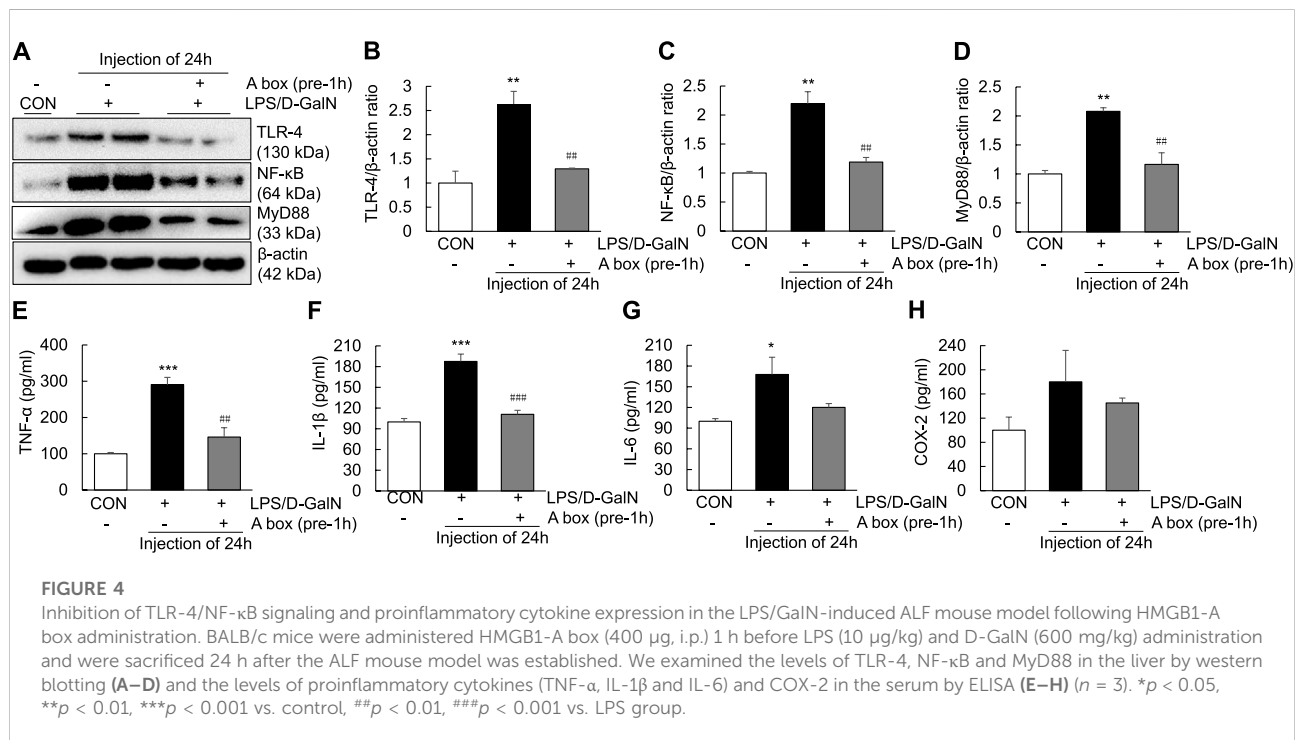 A
Injection of 24h
- + A box (pre-1h)
CON + + LPS/D-GalN
TLR-4
(130 kDa)
NF-κB
(64 kDa)
MyD88
(33 kDa)
β-actin
(42 kDa)
B
TLR-4/β-actin ratio
3
2.5
2
1.5
1
0.5
0
**
##
CON + + LPS/D-GalN
- - + A box (pre-1h)
Injection of 24h
C
NF-κB/β-actin ratio
2.5
2
1.5
1
0.5
0
**
##
CON + + LPS/D-GalN
- - + A box (pre-1h)
Injection of 24h
D
MyD88/β-actin ratio
2.5
2
1.5
1
0.5
0
**
##
CON + + LPS/D-GalN
- - + A box (pre-1h)
Injection of 24h
E
TNF-α (pg/ml)
400
300
200
100
0
***
##
CON + + LPS/D-GalN
- - + A box (pre-1h)
Injection of 24h
F
IL-1β (pg/ml)
210
180
150
120
90
60
30
0
***
###
CON + + LPS/D-GalN
- - + A box (pre-1h)
Injection of 24h
G
IL-6 (pg/ml)
210
180
150
120
90
60
30
0
*
CON + + LPS/D-GalN
- - + A box (pre-1h)
Injection of 24h
H
COX-2 (pg/ml)
240
200
160
120
80
40
0
CON + + LPS/D-GalN
- - + A box (pre-1h)
Injection of 24h
FIGURE 4
Inhibition of TLR-4/NF-κB signaling and proinflammatory cytokine expression in the LPS/GalN-induced ALF mouse model following HMGB1-A
box administration. BALB/c mice were administered HMGB1-A box (400 μg, i.p.) 1 h before LPS (10 μg/kg) and D-GalN (600 mg/kg) administration
and were sacrificed 24 h after the ALF mouse model was established. We examined the levels of TLR-4, NF-κB and MyD88 in the liver by western
blotting (A–D) and the levels of proinflammatory cytokines (TNF-α, IL-1β and IL-6) and COX-2 in the serum by ELISA (E–H) (n = 3). *p < 0.05,
**p < 0.01, ***p < 0.001 vs. control, ##p < 0.01, ###p < 0.001 vs. LPS group.